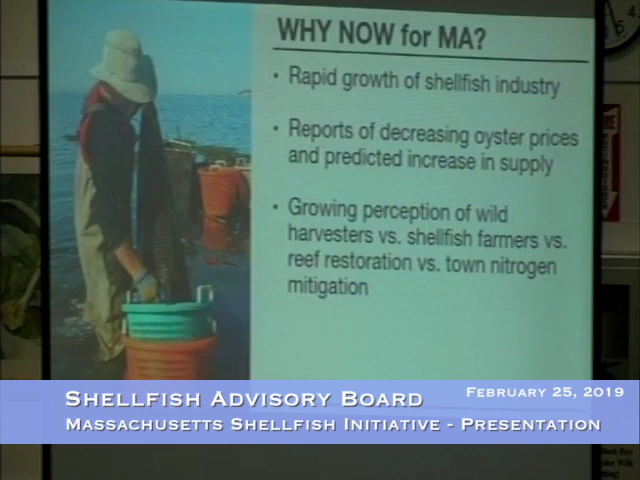 WHY NOW for MA?
• Rapid growth of shellfish industry
• Reports of decreasing oyster prices
and predicted increase in supply
• Growing perception of wild
harvesters vs. shellfish farmers vs.
reef restoration vs. town nitrogen
mitigation
February 25, 2019
Shellfish Advisory Board
Massachusetts Shellfish Initiative - Presentation